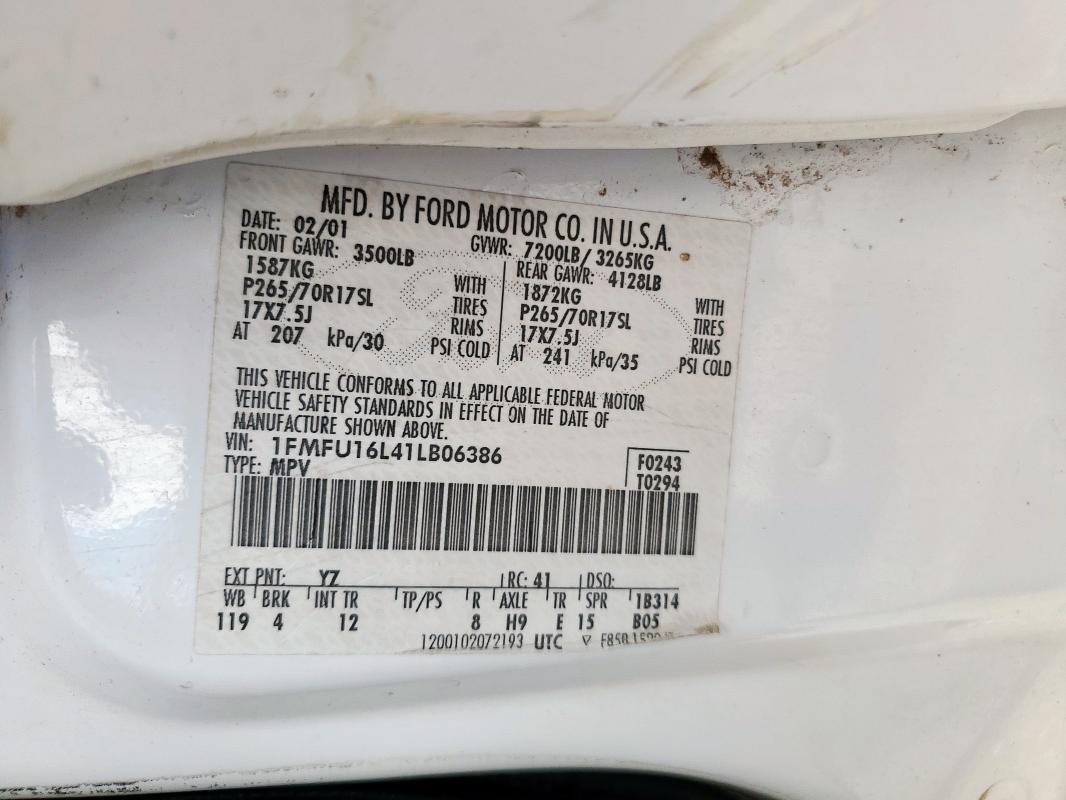 MFD. BY FORD MOTOR CO. IN U.S.A.
DATE: 02/01 GVWR: 7200LB/ 3265KG
FRONT GAWR: 3500LB REAR GAWR: 4128LB
1587KG WITH 1872KG WITH
P265/70R17SL TIRES P265/70R17SL TIRES
17X7.5J RIMS 17X7.5J RIMS
AT 207 kPa/30 PSI COLD AT 241 kPa/35 PSI COLD
THIS VEHICLE CONFORMS TO ALL APPLICABLE FEDERAL MOTOR
VEHICLE SAFETY STANDARDS IN EFFECT ON THE DATE OF
MANUFACTURE SHOWN ABOVE.
VIN: 1FMFU16L41LB06386 F0243
TYPE: MPV T0294
EXT PNT: YZ RC: 41 DSO:
WB BRK INT TR TP/PS R AXLE TR SPR 1B314
119 4 12 8 H9 E 15 B05
1200102072193 UTC